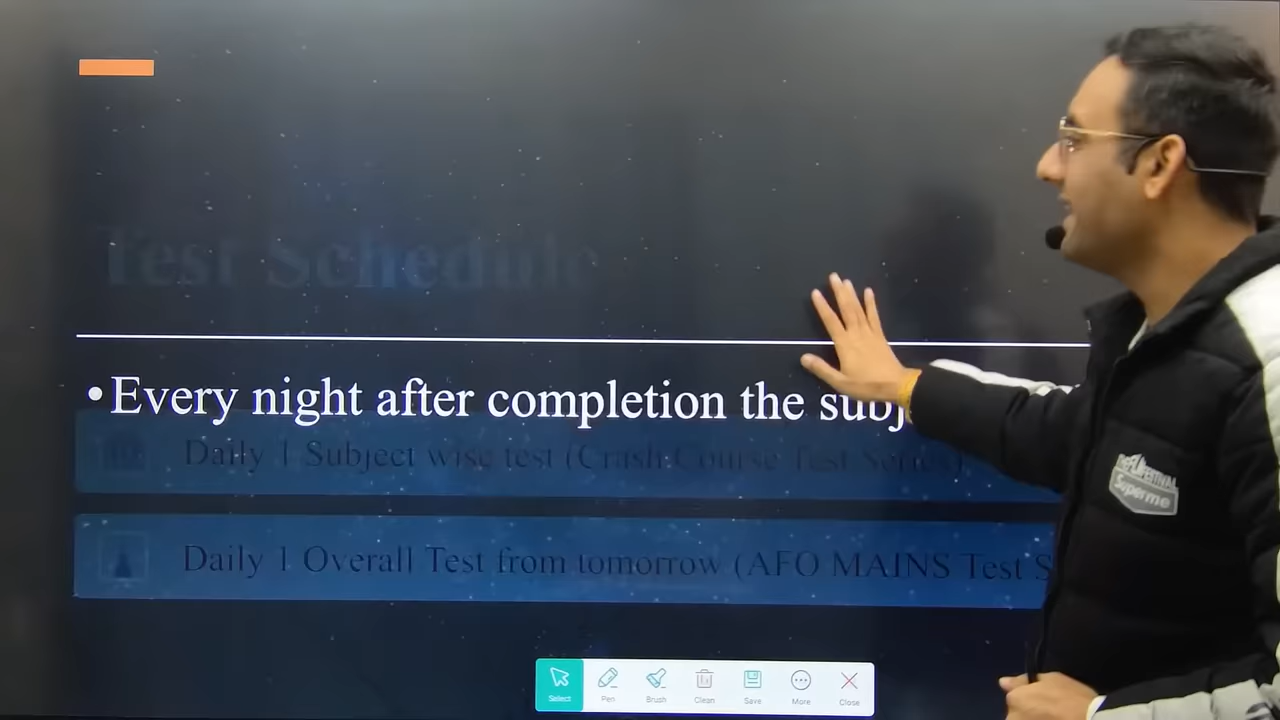 Test Schedule
• Every night after completion the subj
Daily 1 Subject wise test (Crash Course Test Series)
Daily 1 Overall Test from tomorrow (AFO MAINS Test S
Superme
Select
Pen
Brush
Clean
Save
More
Close